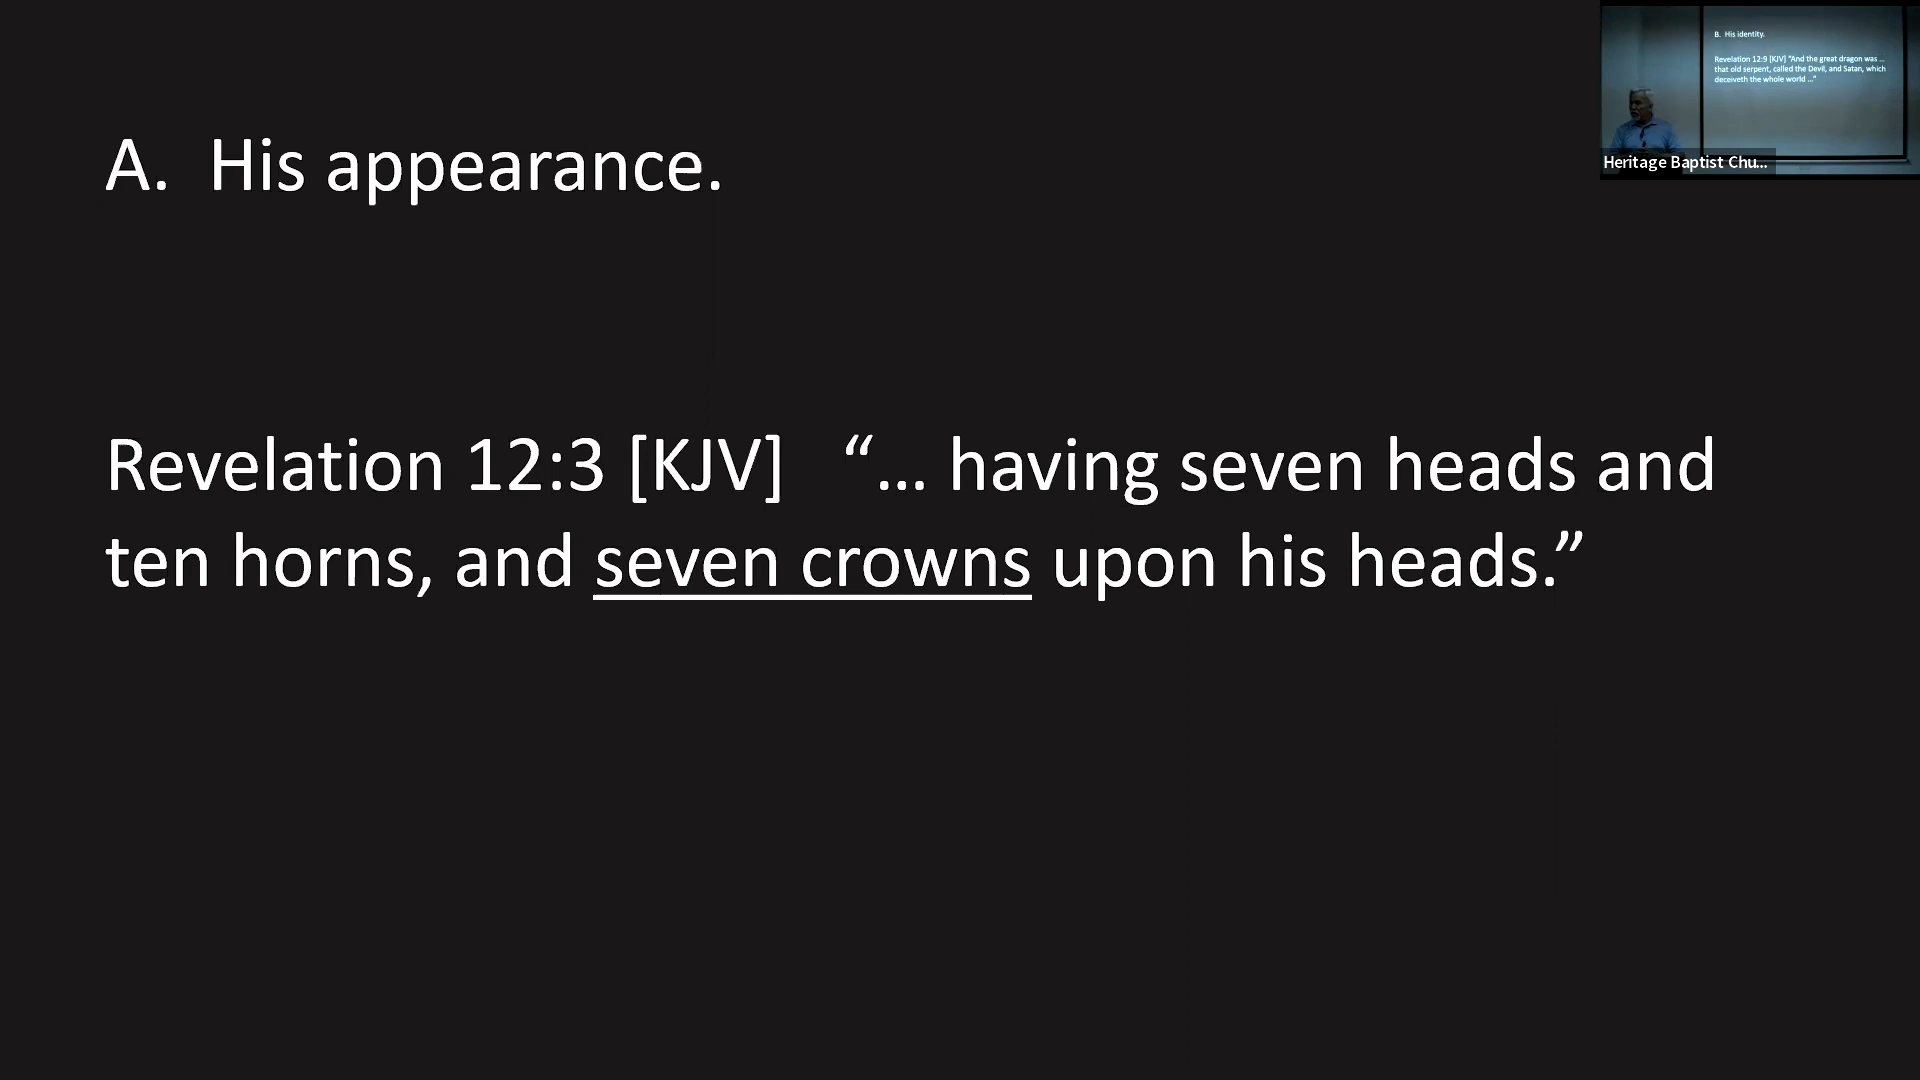 A. His appearance.
Revelation 12:3 [KJV] “... having seven heads and
ten horns, and seven crowns upon his heads.”
B. His identity.
Revelation 12:9 [KJV] “And the great dragon was ...
that old serpent, called the Devil, and Satan, which
deceiveth the whole world ...”
Heritage Baptist Chu...